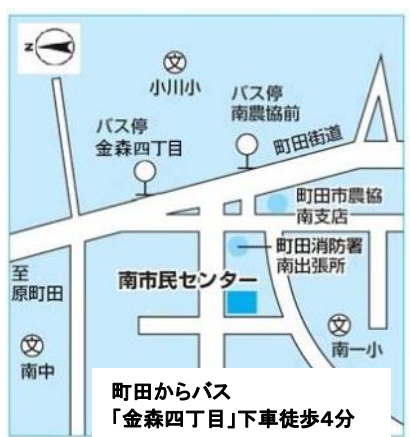 N
文
小川小
バス停
南農協前
バス停
金森四丁目
町田街道
町田市農協
南支店
町田消防署
南出張所
至
原町田
南市民センター
文
南中
文
南一小
町田からバス
「金森四丁目」下車徒歩4分